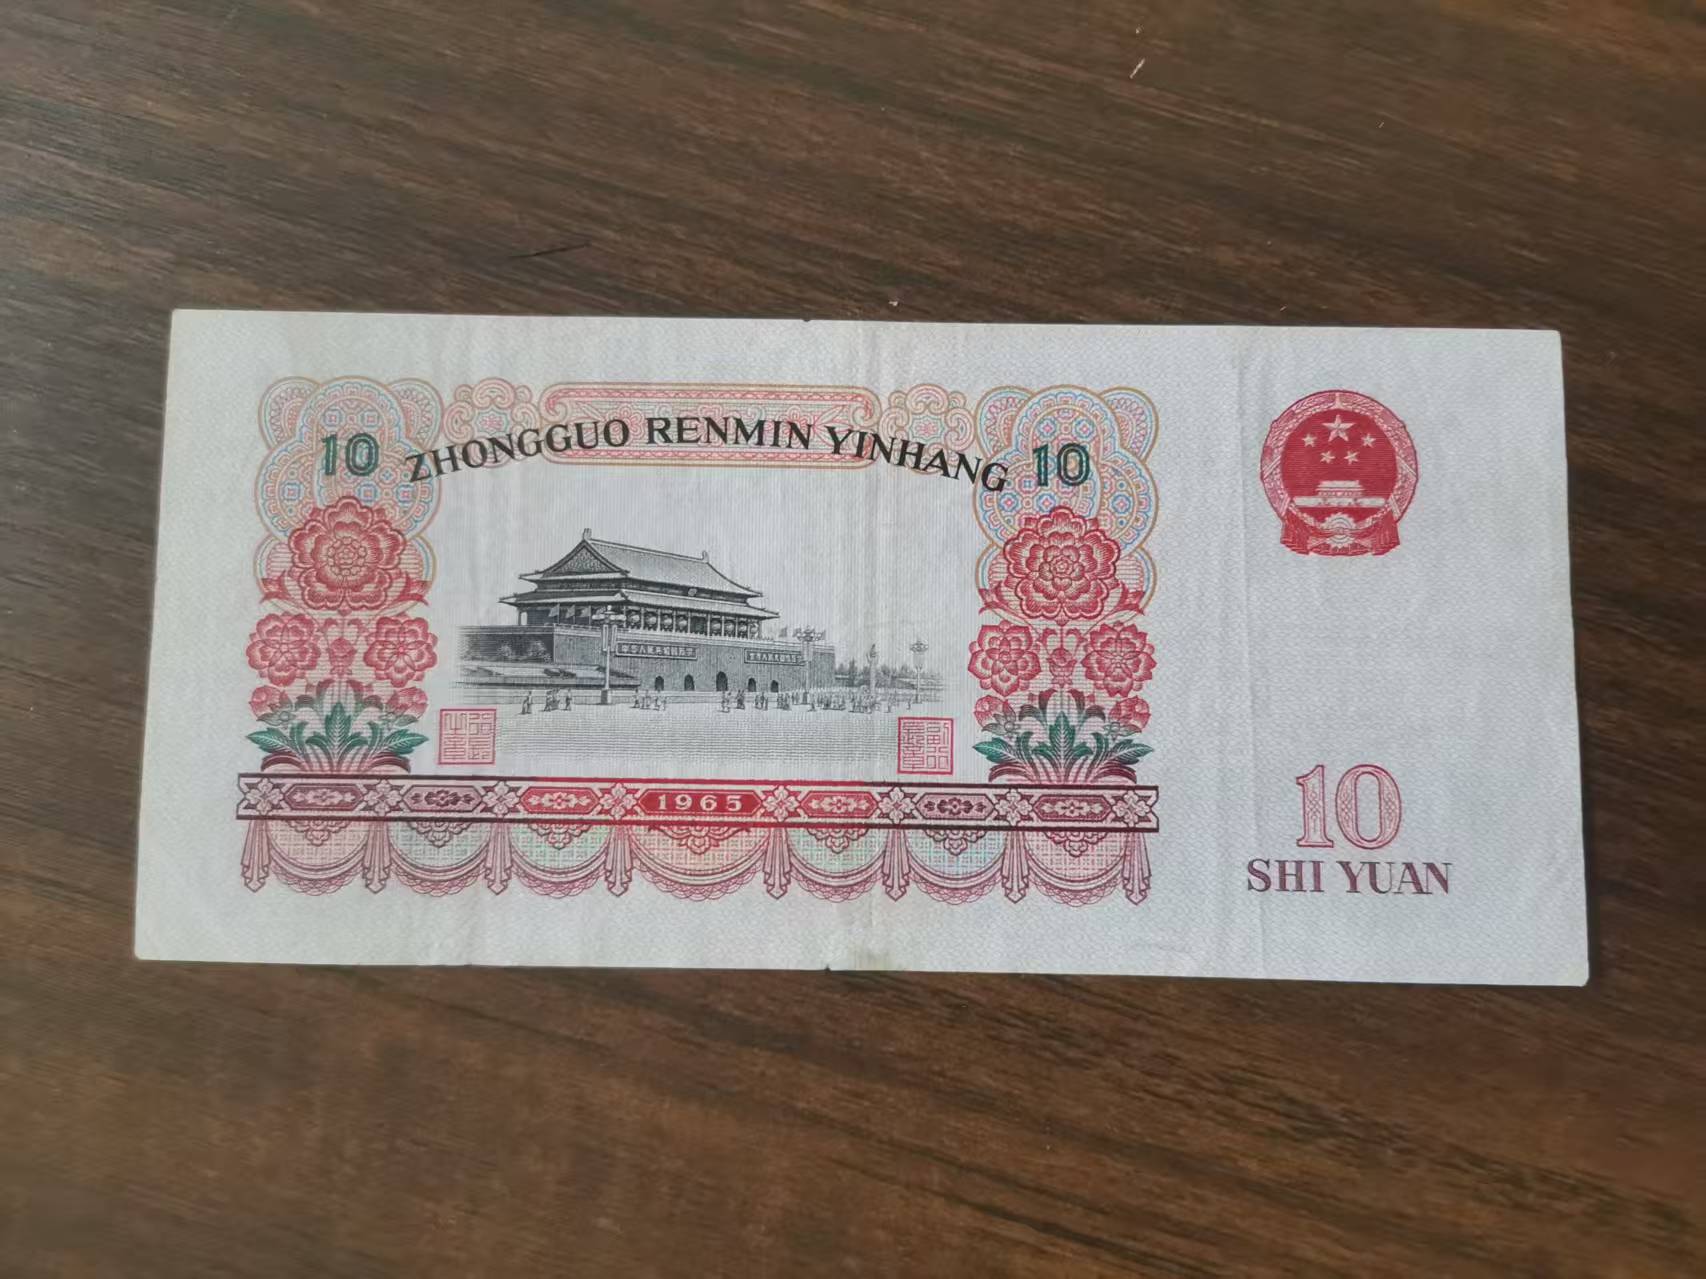 10 ZHONGGUO RENMIN YINHANG 10
1965
10
SHI YUAN